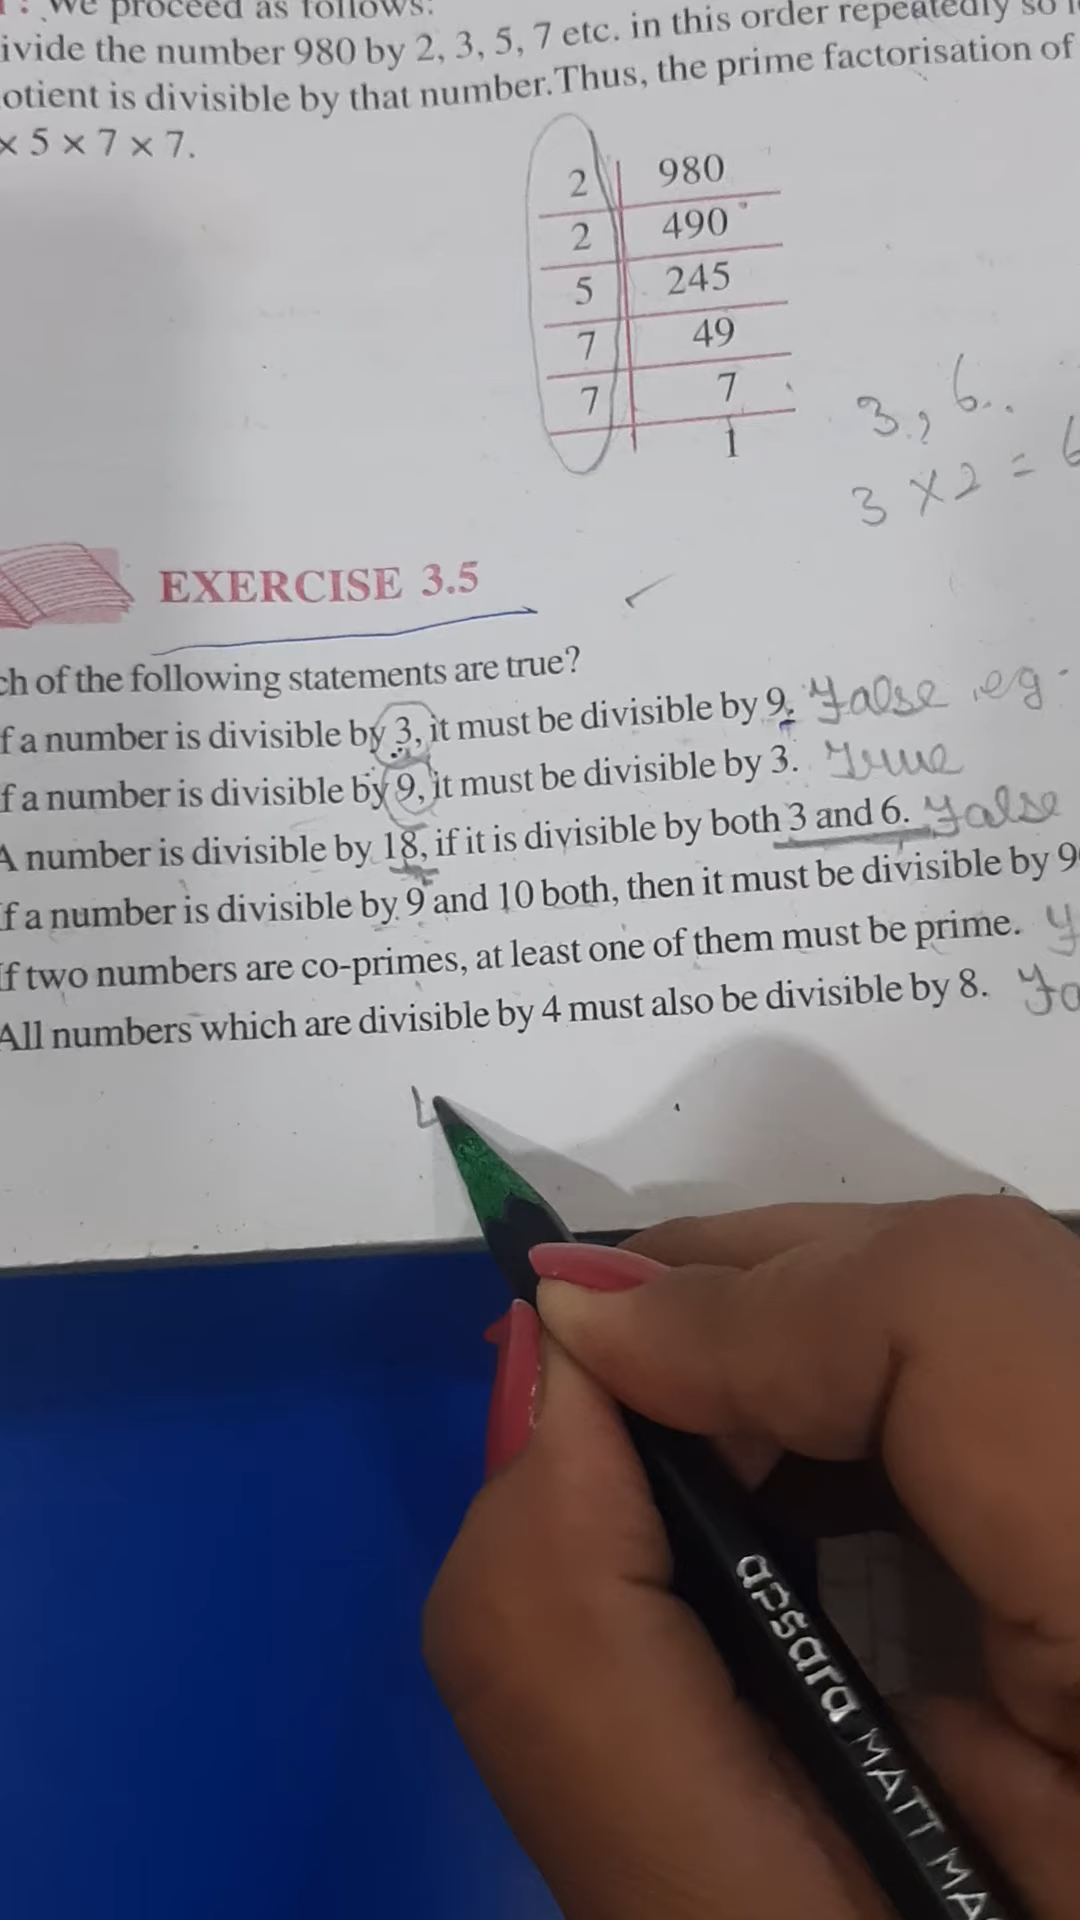 : We proceed as follows:
ivide the number 980 by 2, 3, 5, 7 etc. in this order repeatedly so
otient is divisible by that number. Thus, the prime factorisation of
× 5 × 7 × 7.
2 980
2 490
5 245
7 49
7 7
1
3, 6..
3 × 2 = 6
EXERCISE 3.5
ch of the following statements are true?
f a number is divisible by 3, it must be divisible by 9. False eg-
f a number is divisible by 9, it must be divisible by 3. True
A number is divisible by 18, if it is divisible by both 3 and 6. False
f a number is divisible by 9 and 10 both, then it must be divisible by 9
If two numbers are co-primes, at least one of them must be prime.
All numbers which are divisible by 4 must also be divisible by 8. Fa
apsara MATT MA